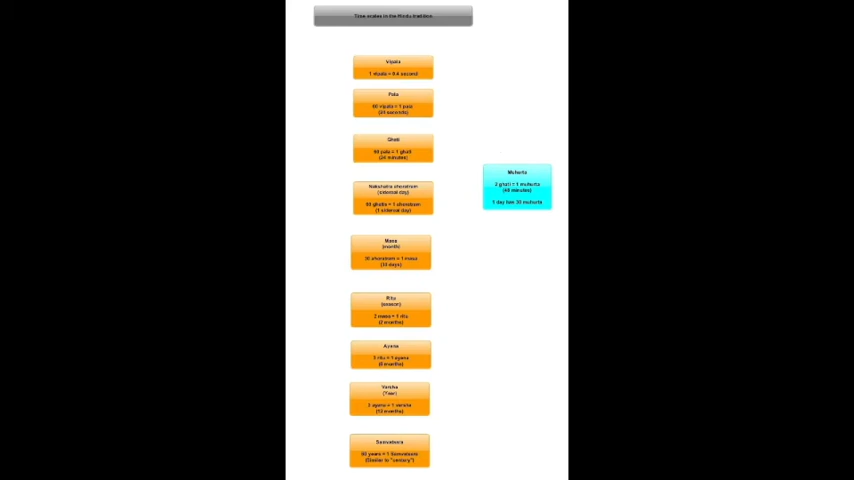 Time scales in the Hindu tradition
Vipala
1 vipala = 0.4 second
Pala
60 vipala = 1 pala
(24 seconds)
Ghati
60 pala = 1 ghati
(24 minutes)
Muhurta
2 ghati = 1 muhurta
(48 minutes)
1 day has 30 muhurta
Nakshatra ahoratram
(sidereal day)
60 ghatis = 1 ahoratram
(1 sidereal day)
Masa
(month)
30 ahoratram = 1 masa
(30 days)
Ritu
(season)
2 masa = 1 ritu
(2 months)
Ayana
3 ritu = 1 ayana
(6 months)
Varsha
(Year)
2 ayana = 1 varsha
(12 months)
60 years = 1
(Similar to "century")